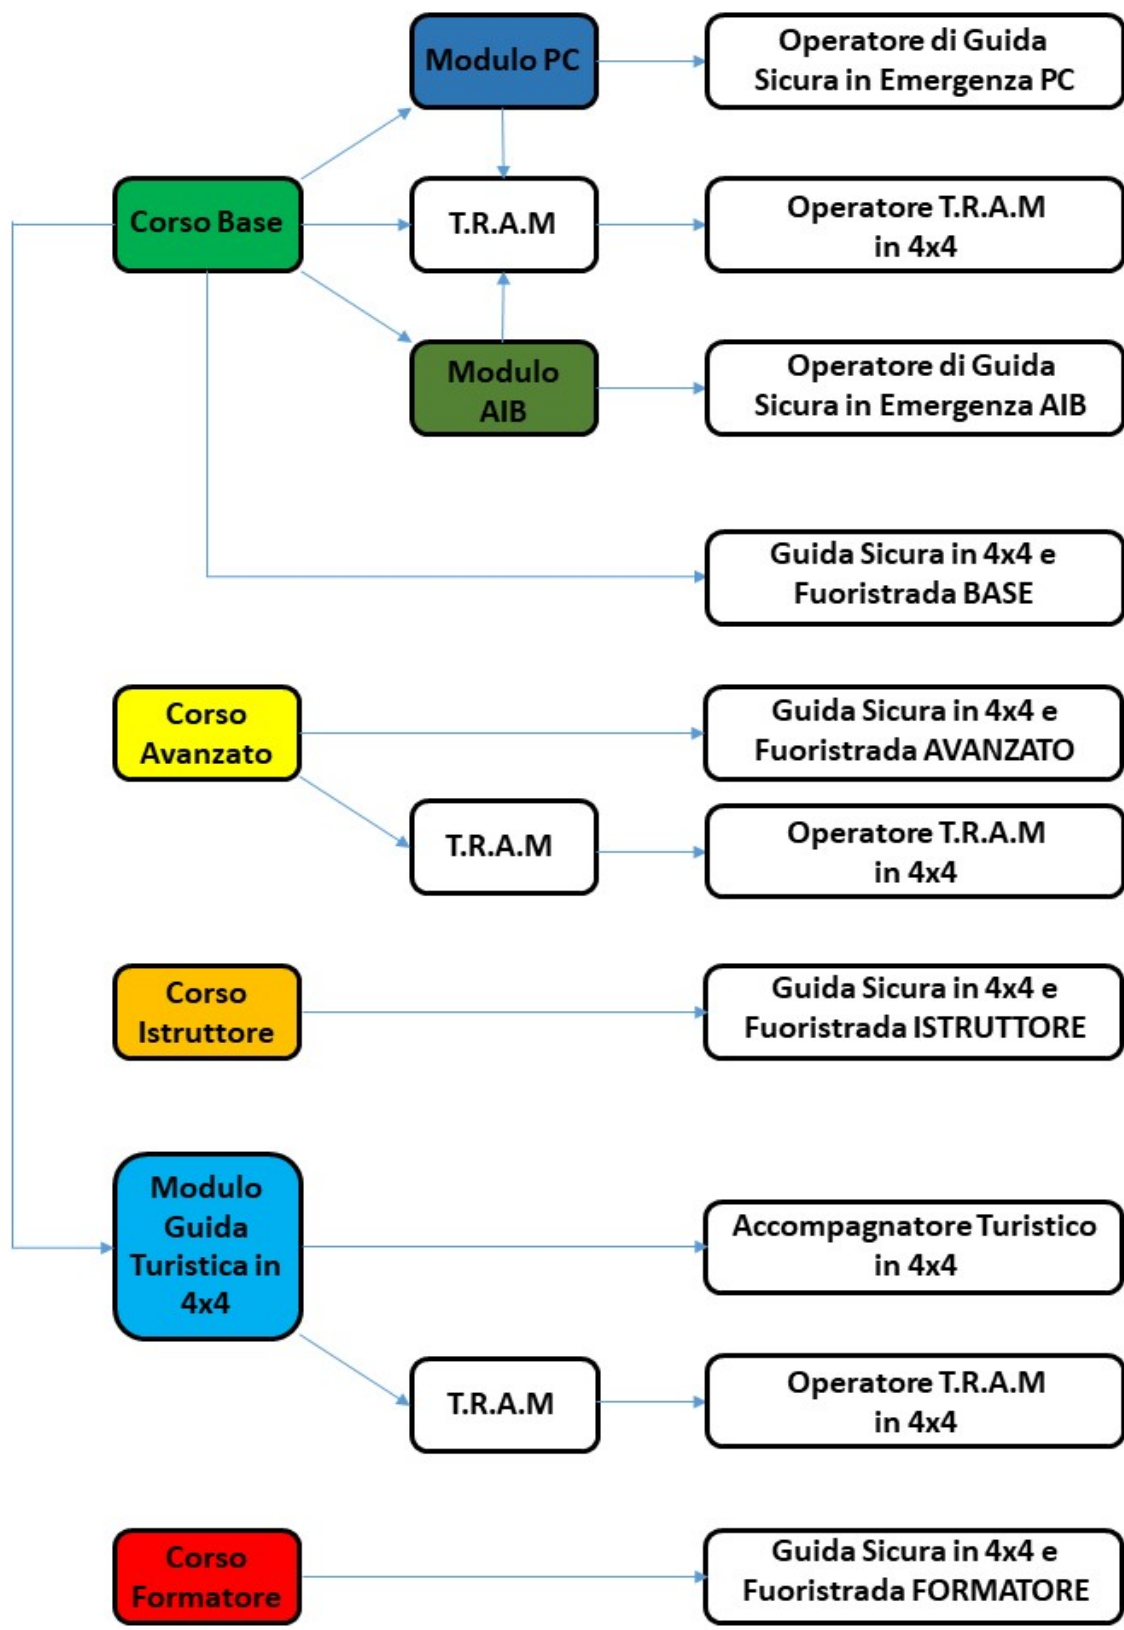 Modulo PC
Operatore di Guida
Sicura in Emergenza PC
Corso Base
T.R.A.M
Operatore T.R.A.M
in 4x4
Modulo
AIB
Operatore di Guida
Sicura in Emergenza AIB
Guida Sicura in 4x4 e
Fuoristrada BASE
Corso
Avanzato
Guida Sicura in 4x4 e
Fuoristrada AVANZATO
T.R.A.M
Operatore T.R.A.M
in 4x4
Corso
Istruttore
Guida Sicura in 4x4 e
Fuoristrada ISTRUTTORE
Modulo
Guida
Turistica in
4x4
Accompagnatore Turistico
in 4x4
T.R.A.M
Operatore T.R.A.M
in 4x4
Corso
Formatore
Guida Sicura in 4x4 e
Fuoristrada FORMATORE